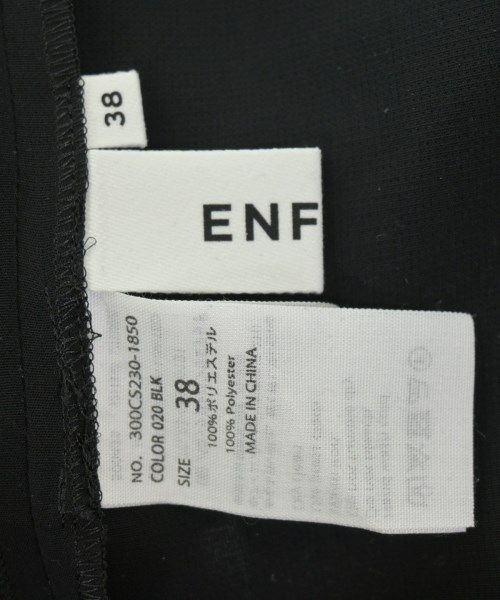 38
ENF
NO. 300CS230-1850
COLOR 020 BLK
SIZE 38
100%ポリエステル
100% Polyester
MADE IN CHINA